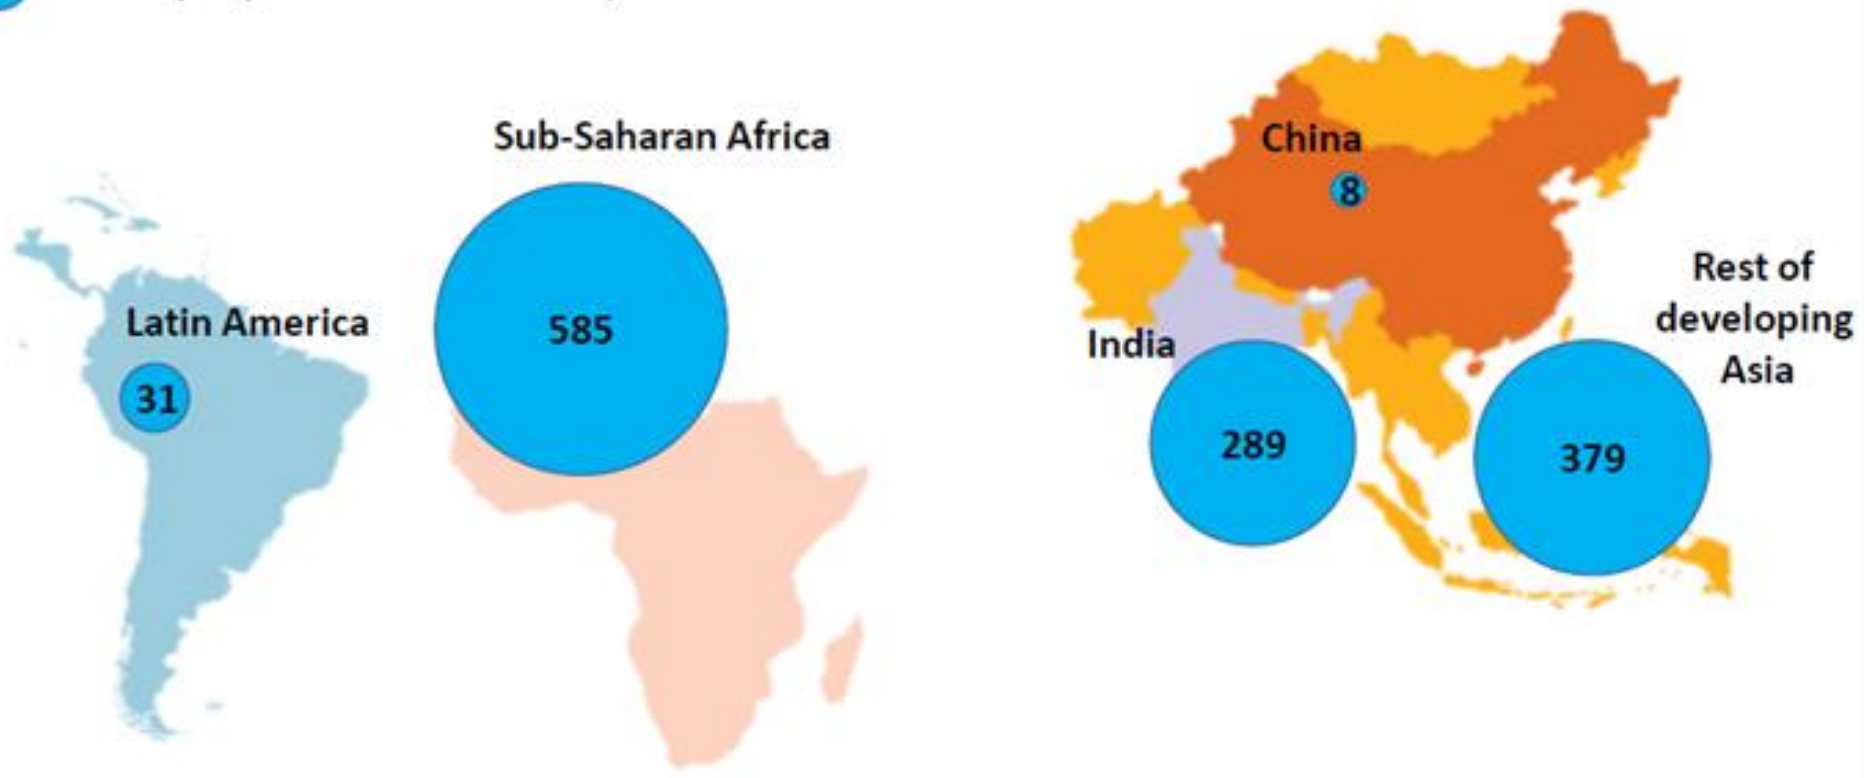 Sub-Saharan Africa
585
Latin America
31
China
8
India
289
Rest of
developing
Asia
379